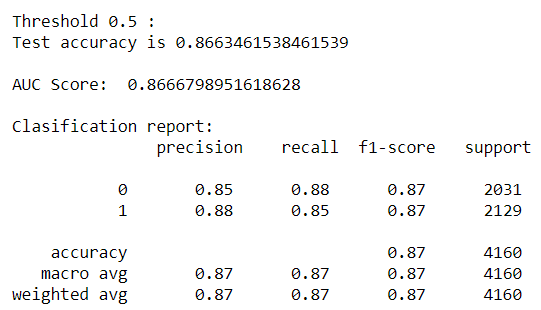 Threshold 0.5 :
Test accuracy is 0.8663461538461539
AUC Score: 0.8666798951618628
Clasification report:
precision recall f1-score support
0 0.85 0.88 0.87 2031
1 0.88 0.85 0.87 2129
accuracy 0.87 4160
macro avg 0.87 0.87 0.87 4160
weighted avg 0.87 0.87 0.87 4160